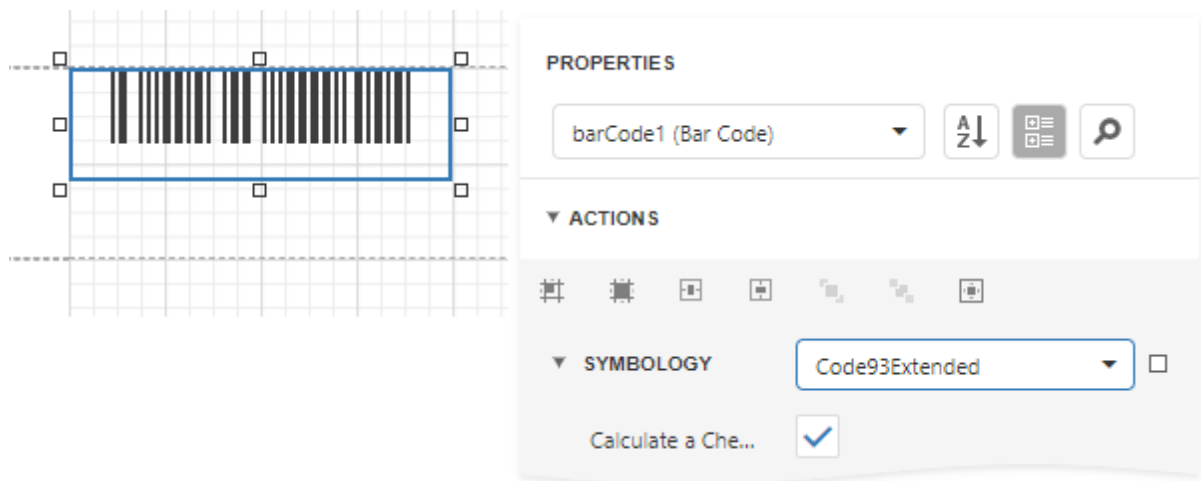 PROPERTIES
barCode1 (Bar Code)
A
Z
ACTIONS
SYMBOLOGY Code93Extended
Calculate a Che...